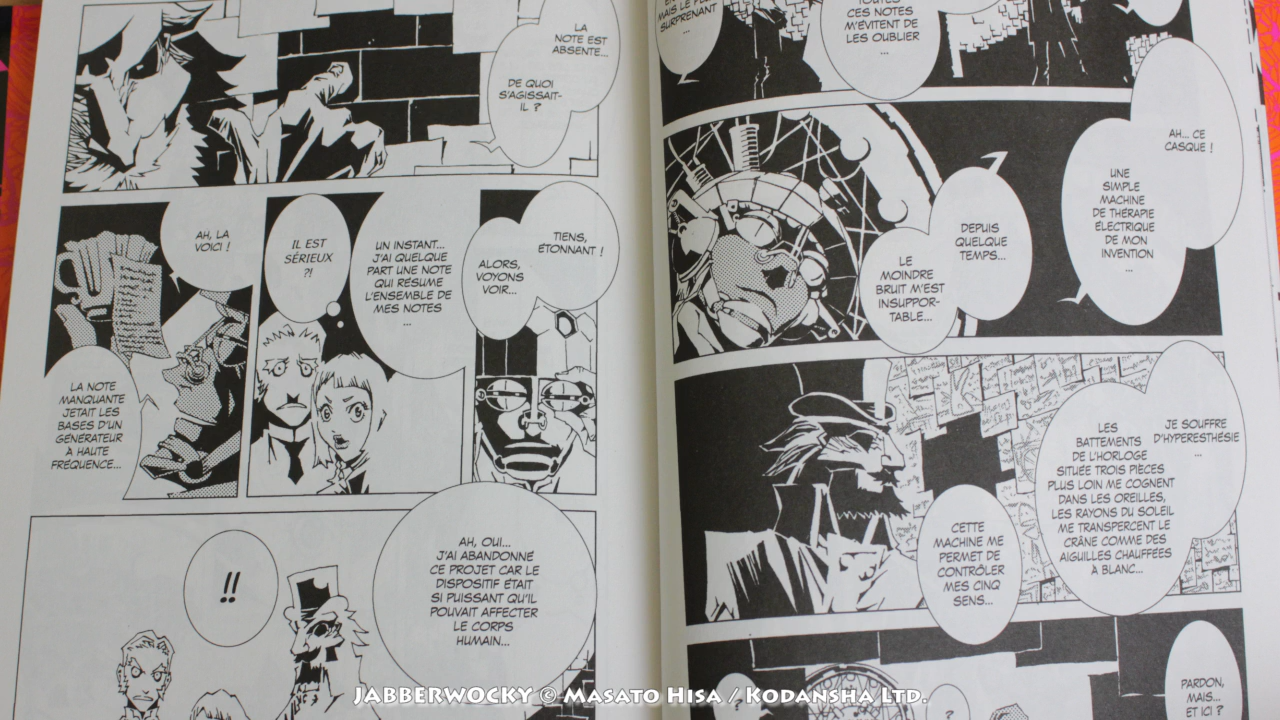 TOUTES
CES NOTES
M'ÉVITENT DE
LES OUBLIER
...
MAIS LE PLUS
SURPRENANT
...
AH... CE
CASQUE !
UNE
SIMPLE
MACHINE
DE THÉRAPIE
ÉLECTRIQUE
DE MON
INVENTION
...
DEPUIS
QUELQUE
TEMPS...
LE
MOINDRE
BRUIT M'EST
INSUPPOR-
TABLE...
JE SOUFFRE
D'HYPERESTHÉSIE
...
LES
BATTEMENTS
DE L'HORLOGE
SITUÉE TROIS PIÈCES
PLUS LOIN ME COGNENT
DANS LES OREILLES,
LES RAYONS DU SOLEIL
ME TRANSPERCENT LE
CRÂNE COMME DES
AIGUILLES CHAUFFÉES
À BLANC...
CETTE
MACHINE ME
PERMET DE
CONTRÔLER
MES CINQ
SENS...
PARDON,
MAIS...
ET ICI ?
?
?
LA
NOTE EST
ABSENTE...
DE QUOI
S'AGISSAIT-
IL ?
TIENS,
ÉTONNANT !
ALORS,
VOYONS
VOIR...
UN INSTANT...
J'AI QUELQUE
PART UNE NOTE
QUI RÉSUME
L'ENSEMBLE DE
MES NOTES
...
IL EST
SÉRIEUX
?!
AH, LA
VOICI !
LA NOTE
MANQUANTE
JETAIT LES
BASES D'UN
GÉNÉRATEUR
À HAUTE
FRÉQUENCE...
AH, OUI...
J'AI ABANDONNÉ
CE PROJET CAR LE
DISPOSITIF ÉTAIT
SI PUISSANT QU'IL
POUVAIT AFFECTER
LE CORPS
HUMAIN...
!!
JABBERWOCKY © MASATO HISA / KODANSHA LTD.